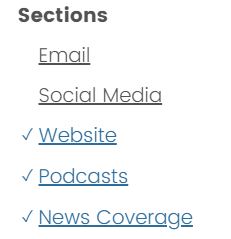 Sections
Email
Social Media
✓ Website
✓ Podcasts
✓ News Coverage